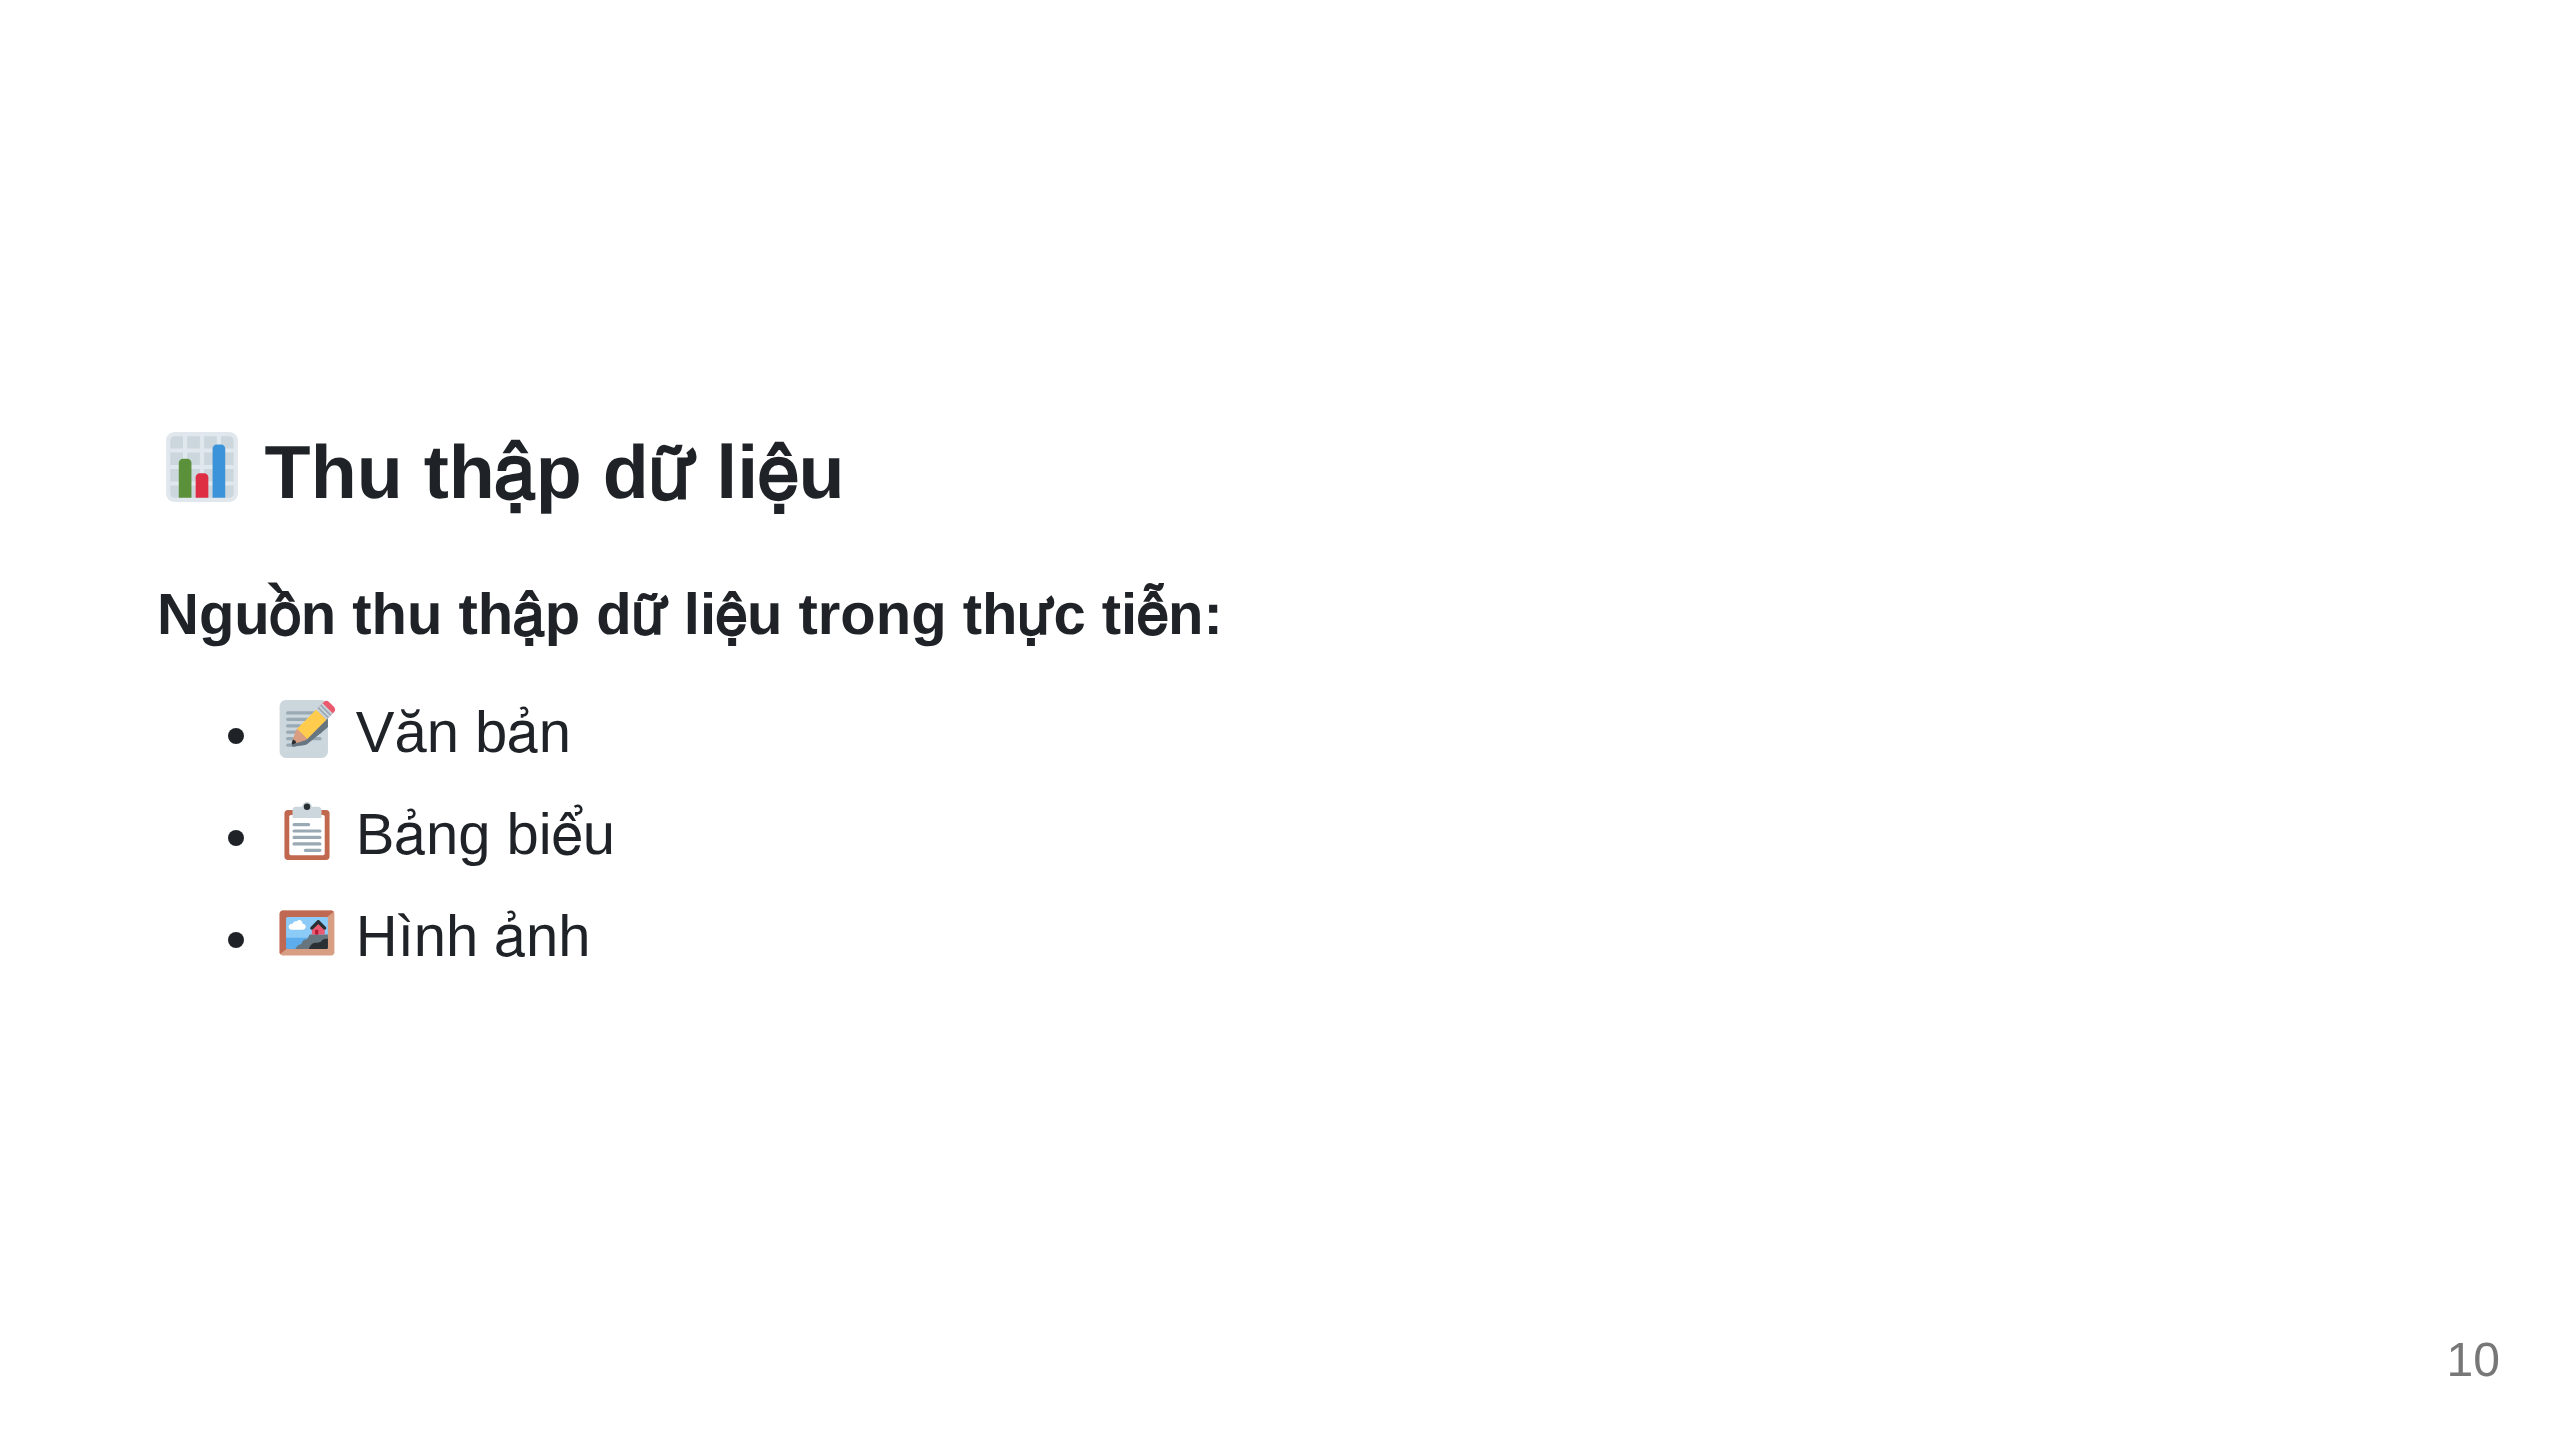 Thu thập dữ liệu
Nguồn thu thập dữ liệu trong thực tiễn:
• Văn bản
• Bảng biểu
• Hình ảnh
10